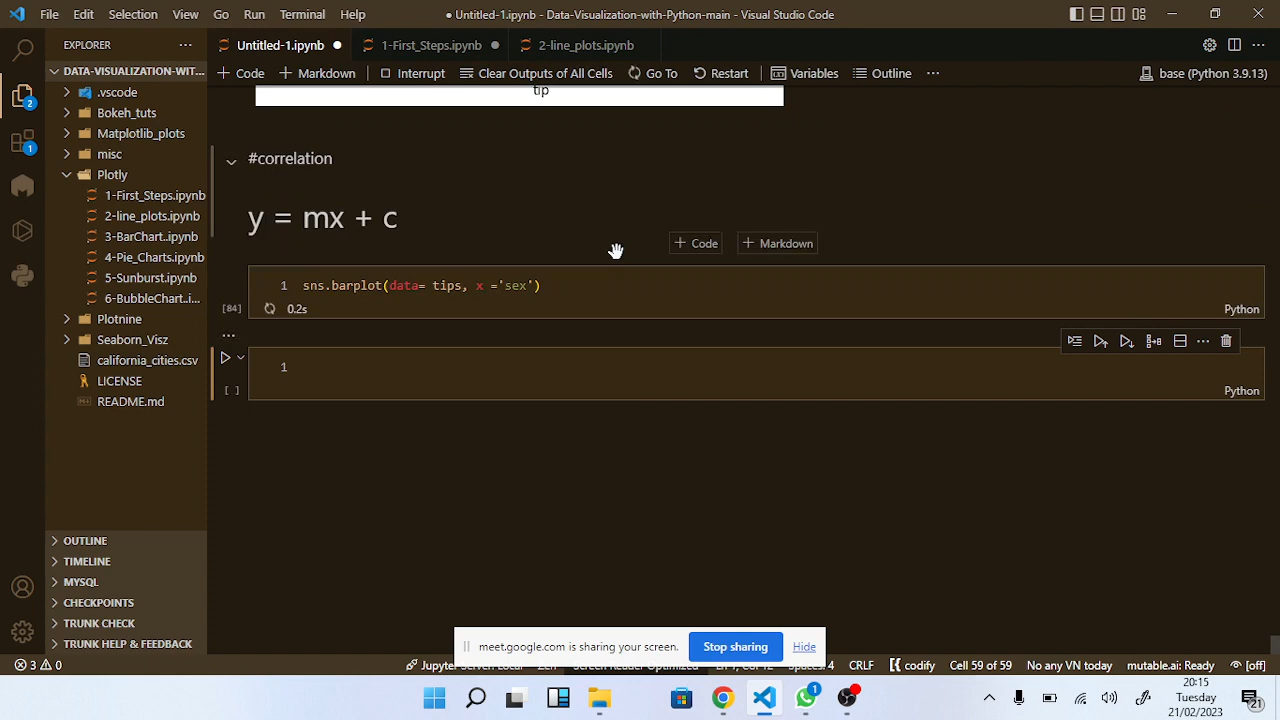 File Edit Selection View Go Run Terminal Help
● Untitled-1.ipynb - Data-Visualization-with-Python-main - Visual Studio Code
EXPLORER
Untitled-1.ipynb
1-First_Steps.ipynb
2-line_plots.ipynb
Code Markdown Interrupt Clear Outputs of All Cells Go To Restart Variables Outline base (Python 3.9.13)
DATA-VISUALIZATION-WIT...
.vscode
Bokeh_tuts
Matplotlib_plots
misc
Plotly
1-First_Steps.ipynb
2-line_plots.ipynb
3-BarChart..ipynb
4-Pie_Charts.ipynb
5-Sunburst.ipynb
6-BubbleChart..i...
Plotnine
Seaborn_Visz
california_cities.csv
LICENSE
README.md
OUTLINE
TIMELINE
MYSQL
CHECKPOINTS
TRUNK CHECK
TRUNK HELP & FEEDBACK
2
1
tip
#correlation
y = mx + c
Code Markdown
1 sns.barplot(data= tips, x ='sex')
[84] 0.2s Python
...
1
[ ] Python
meet.google.com is sharing your screen. Stop sharing Hide
3 0 Jupyter Server: Local CRLF codify Cell 59 of 59 No any VN today mutable.ai: Ready [off]
1
20:15
Tuesday
21/02/2023
21